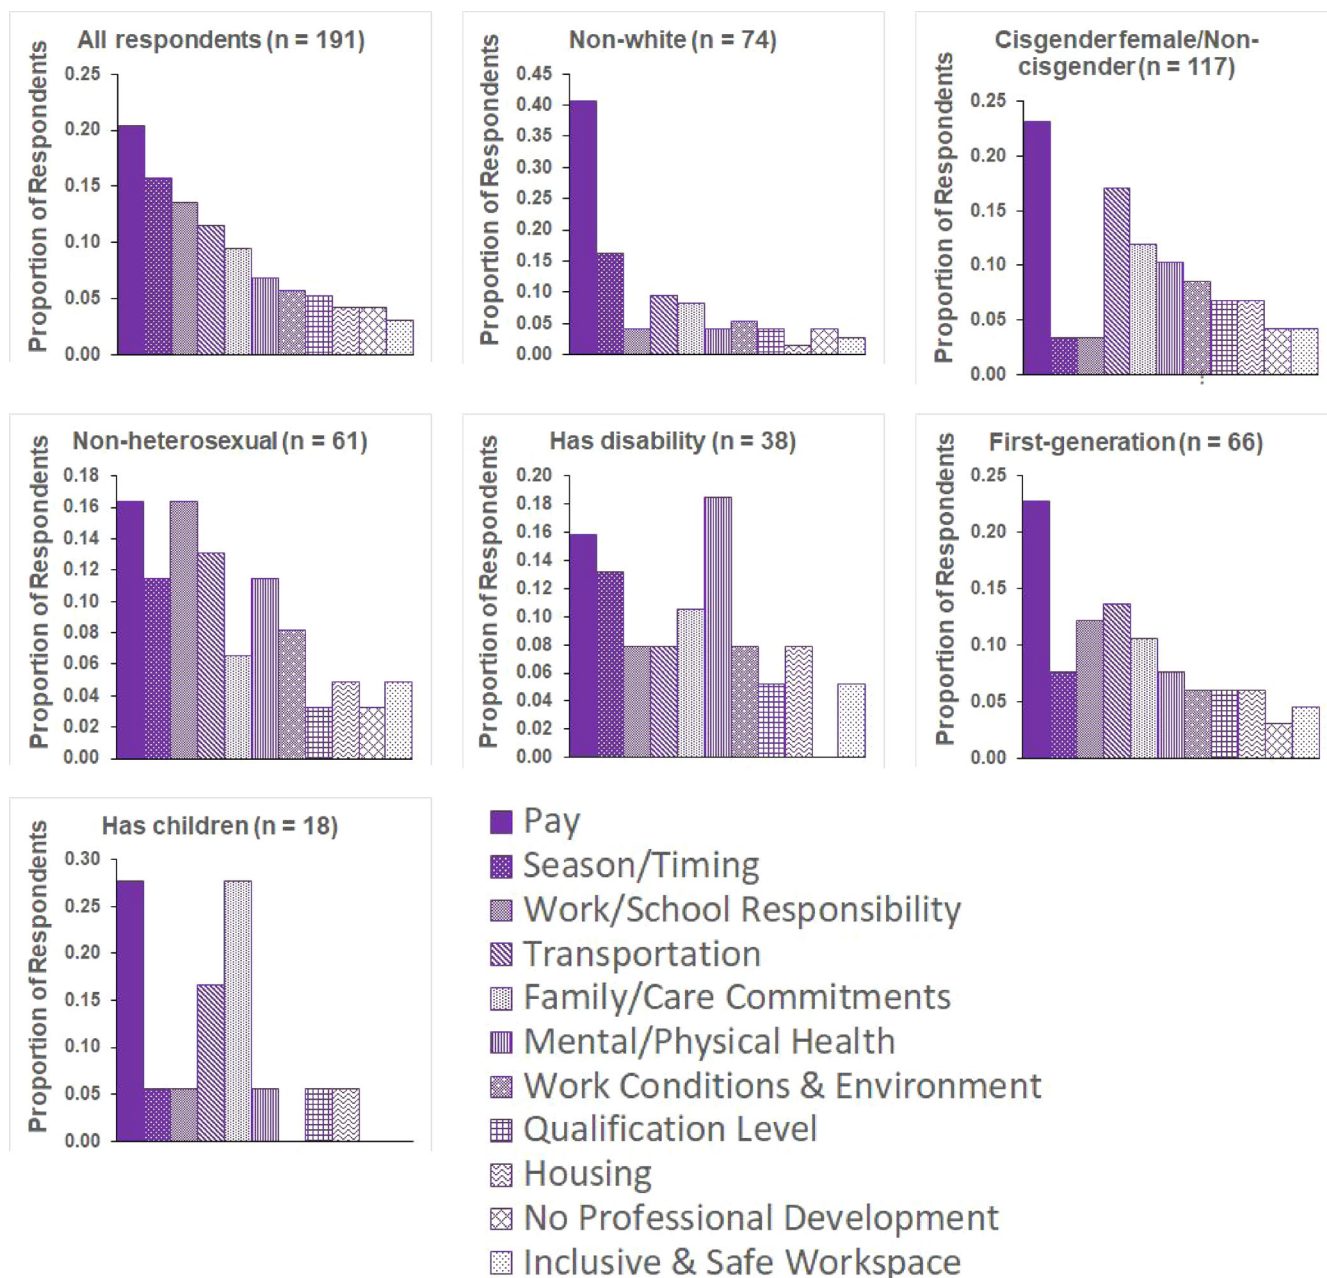 All respondents (n = 191)
Proportion of Respondents
0.25
0.20
0.15
0.10
0.05
0.00
Non-white (n = 74)
Proportion of Respondents
0.45
0.40
0.35
0.30
0.25
0.20
0.15
0.10
0.05
0.00
Cisgender female/Non-
cisgender (n = 117)
Proportion of Respondents
0.25
0.20
0.15
0.10
0.05
0.00
Non-heterosexual (n = 61)
Proportion of Respondents
0.18
0.16
0.14
0.12
0.10
0.08
0.06
0.04
0.02
0.00
Has disability (n = 38)
Proportion of Respondents
0.20
0.18
0.16
0.14
0.12
0.10
0.08
0.06
0.04
0.02
0.00
First-generation (n = 66)
Proportion of Respondents
0.25
0.20
0.15
0.10
0.05
0.00
Has children (n = 18)
Proportion of Respondents
0.30
0.25
0.20
0.15
0.10
0.05
0.00
Pay
Season/Timing
Work/School Responsibility
Transportation
Family/Care Commitments
Mental/Physical Health
Work Conditions & Environment
Qualification Level
Housing
No Professional Development
Inclusive & Safe Workspace